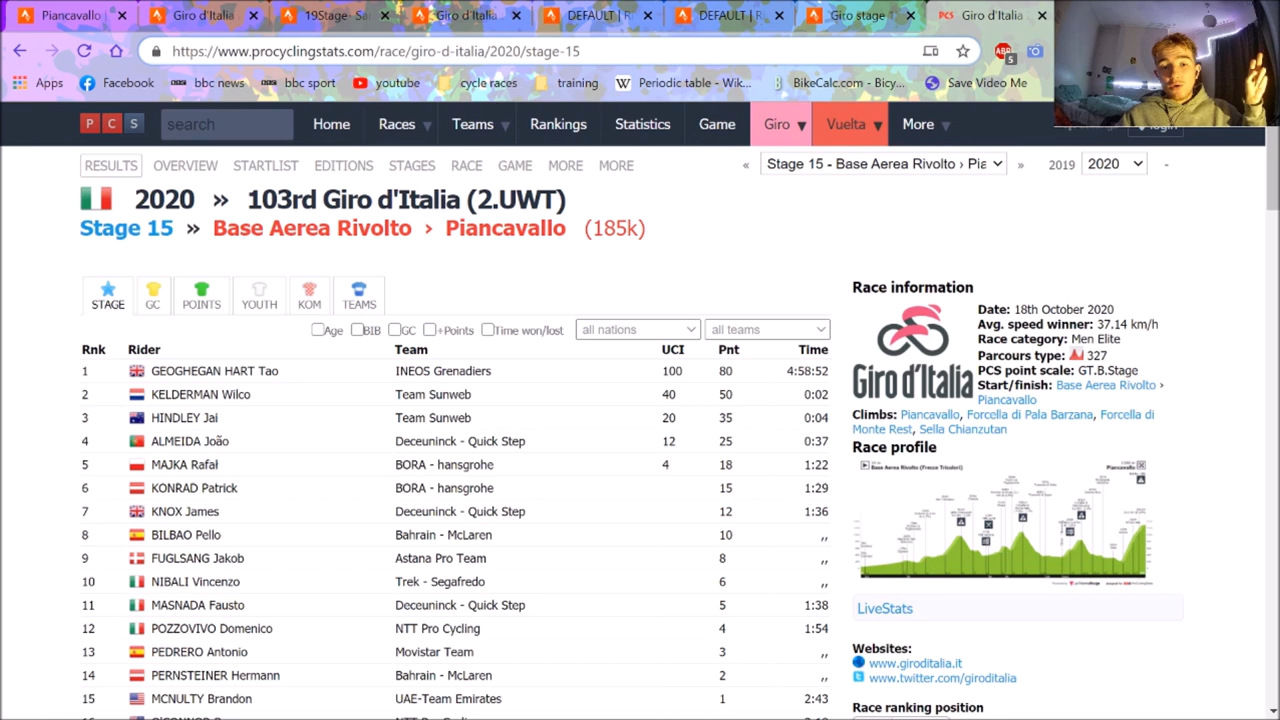 Piancavallo |
Giro d'Italia
19Stage- Sa
Giro d'Italia
DEFAULT | R
DEFAULT | R
Giro stage 1
PCS Giro d'Italia
https://www.procyclingstats.com/race/giro-d-italia/2020/stage-15
ABP 5
Apps Facebook BBC bbc news BBC bbc sport youtube cycle races training W Periodic table - Wik... BikeCalc.com - Bicy... Save Video Me
P C S search Home Races Teams Rankings Statistics Game Giro Vuelta More login
RESULTS OVERVIEW STARTLIST EDITIONS STAGES RACE GAME MORE MORE « Stage 15 - Base Aerea Rivolto › Pia » 2019 2020 -
2020 » 103rd Giro d'Italia (2.UWT)
Stage 15 » Base Aerea Rivolto › Piancavallo (185k)
STAGE GC POINTS YOUTH KOM TEAMS
Age BIB GC +Points Time won/lost all nations all teams
Rnk Rider Team UCI Pnt Time
1 GEOGHEGAN HART Tao INEOS Grenadiers 100 80 4:58:52
2 KELDERMAN Wilco Team Sunweb 40 50 0:02
3 HINDLEY Jai Team Sunweb 20 35 0:04
4 ALMEIDA João Deceuninck - Quick Step 12 25 0:37
5 MAJKA Rafał BORA - hansgrohe 4 18 1:22
6 KONRAD Patrick BORA - hansgrohe 15 1:29
7 KNOX James Deceuninck - Quick Step 12 1:36
8 BILBAO Pello Bahrain - McLaren 10 ,,
9 FUGLSANG Jakob Astana Pro Team 8 ,,
10 NIBALI Vincenzo Trek - Segafredo 6 ,,
11 MASNADA Fausto Deceuninck - Quick Step 5 1:38
12 POZZOVIVO Domenico NTT Pro Cycling 4 1:54
13 PEDRERO Antonio Movistar Team 3 ,,
14 PERNSTEINER Hermann Bahrain - McLaren 2 ,,
15 MCNULTY Brandon UAE-Team Emirates 1 2:43
Race information
Giro d'Italia
Date: 18th October 2020
Avg. speed winner: 37.14 km/h
Race category: Men Elite
Parcours type: 327
PCS point scale: GT.B.Stage
Start/finish: Base Aerea Rivolto ›
Piancavallo
Climbs: Piancavallo, Forcella di Pala Barzana, Forcella di
Monte Rest, Sella Chianzutan
Race profile
Base Aerea Rivolto (Frecce Tricolori) Piancavallo
LiveStats
Websites:
www.giroditalia.it
www.twitter.com/giroditalia
Race ranking position